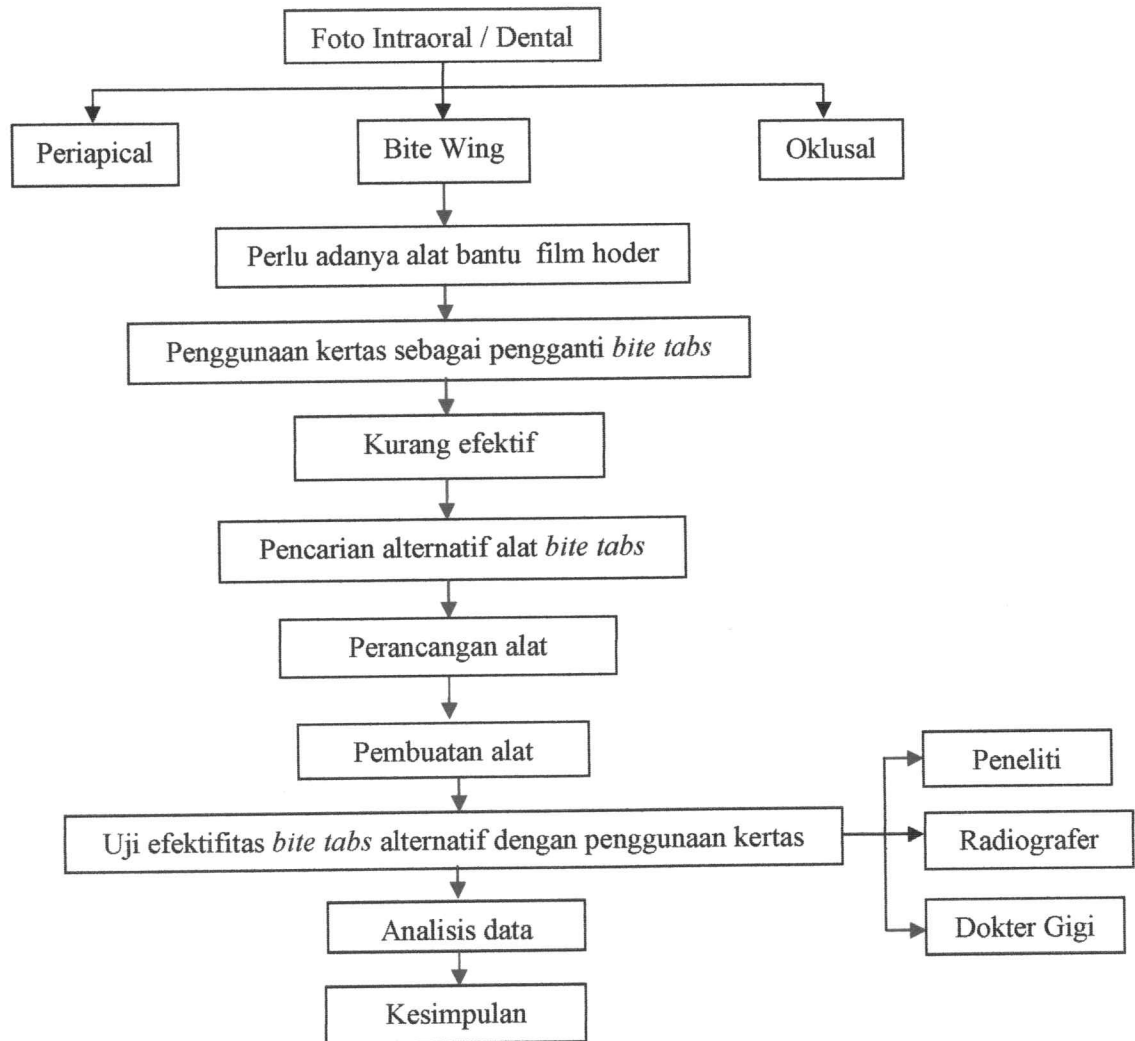 Foto Intraoral / Dental
Periapical
Bite Wing
Oklusal
Perlu adanya alat bantu film hoder
Penggunaan kertas sebagai pengganti bite tabs
Kurang efektif
Pencarian alternatif alat bite tabs
Perancangan alat
Pembuatan alat
Uji efektifitas bite tabs alternatif dengan penggunaan kertas
Peneliti
Radiografer
Dokter Gigi
Analisis data
Kesimpulan